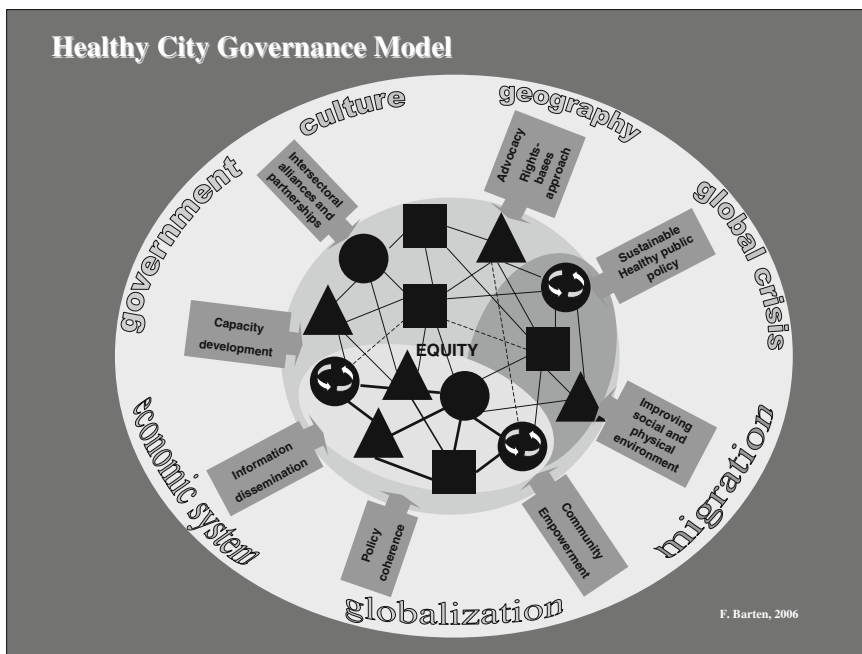 Healthy City Governance Model
culture
geography
government
global crisis
Intersectoral
alliances and
partnerships
Advocacy
Rights-
bases
approach
Sustainable
Healthy public
policy
Capacity
development
EQUITY
Improving
social and
physical
environment
economic system
Information
dissemination
migration
Policy
coherence
Community
Empowerment
globalization
F. Barten, 2006